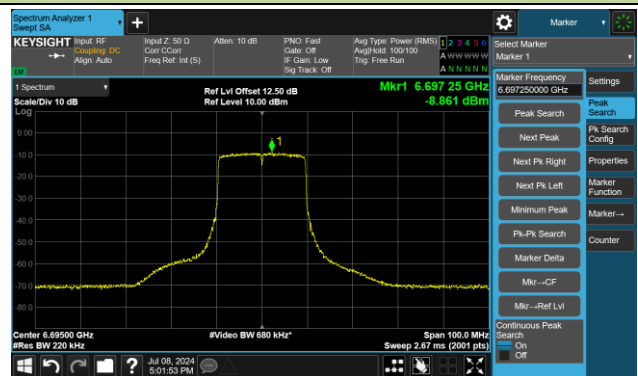 Spectrum Analyzer 1
Swept SA
Marker
KEYSIGHT
Input: RF
Coupling: DC
Align: Auto
Input Z: 50 Ω
Corr CCorr
Freq Ref: Int (S)
Atten: 10 dB
PNO: Fast
Gate: Off
IF Gain: Low
Sig Track: Off
Avg Type: Power (RMS)
Avg|Hold: 100/100
Trig: Free Run
1 2 3 4 5 6
A W W W W W
A N N N N N
Select Marker
Marker 1
1 Spectrum
Scale/Div 10 dB
Log
Ref Lvl Offset 12.50 dB
Ref Level 10.00 dBm
Mkr1 6.697 25 GHz
-8.861 dBm
Marker Frequency
6.697250000 GHz
Peak Search
Next Peak
Next Pk Right
Next Pk Left
Minimum Peak
Pk-Pk Search
Marker Delta
Mkr→CF
Mkr→Ref Lvl
Continuous Peak
Search
On
Off
Settings
Peak
Search
Pk Search
Config
Properties
Marker
Function
Marker→
Counter
0.00
-10.0
-20.0
-30.0
-40.0
-50.0
-60.0
-70.0
-80.0
1
Center 6.69500 GHz
#Res BW 220 kHz
#Video BW 680 kHz*
Span 100.0 MHz
Sweep 2.67 ms (2001 pts)
Jul 08, 2024
5:01:53 PM